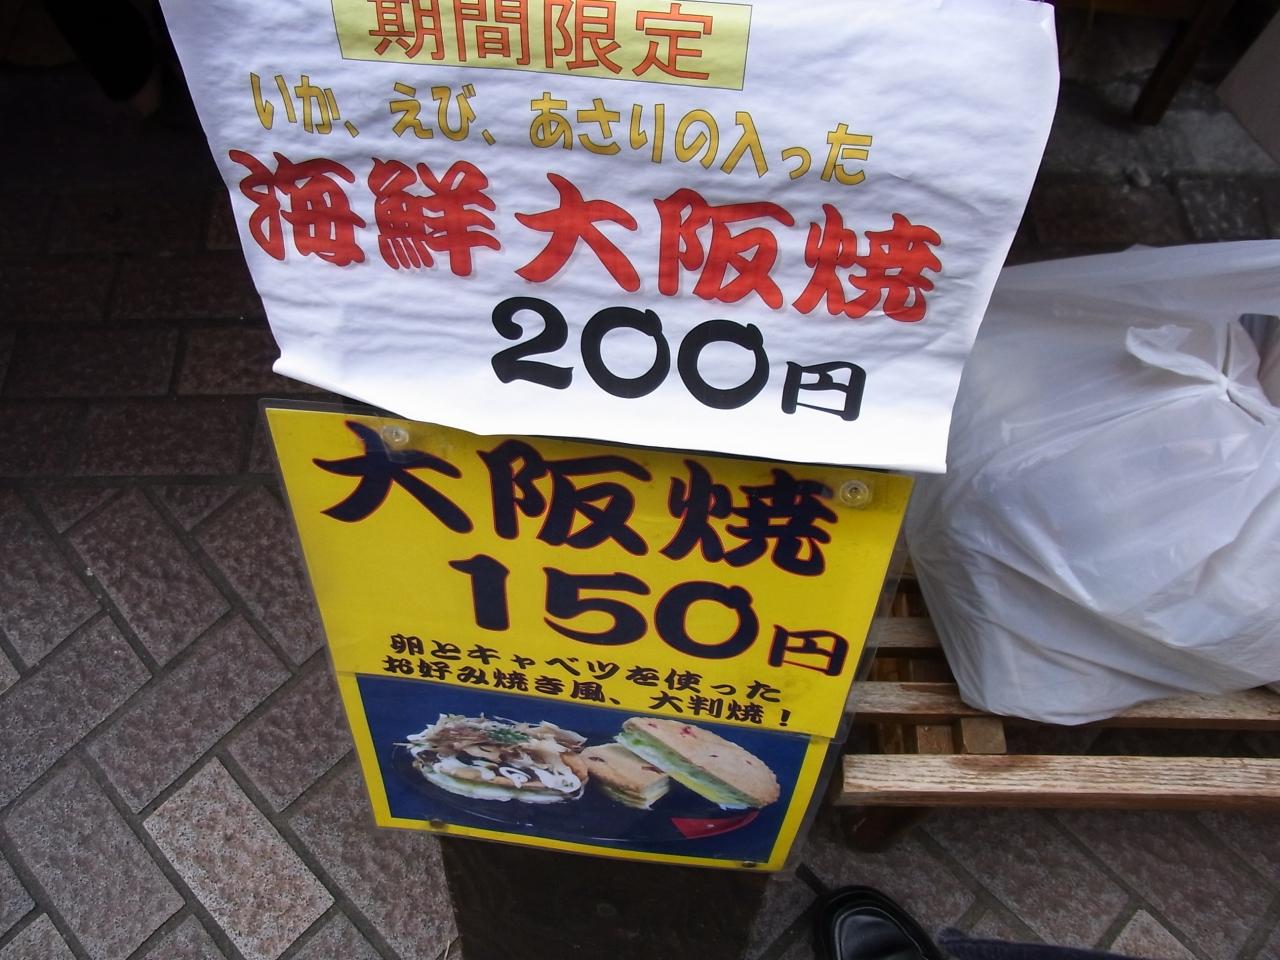 期間限定
いか、えび、あさりの入った
海鮮大阪焼
200円
大阪焼
150円
卵とキャベツを使った
お好み焼き風、大判焼！